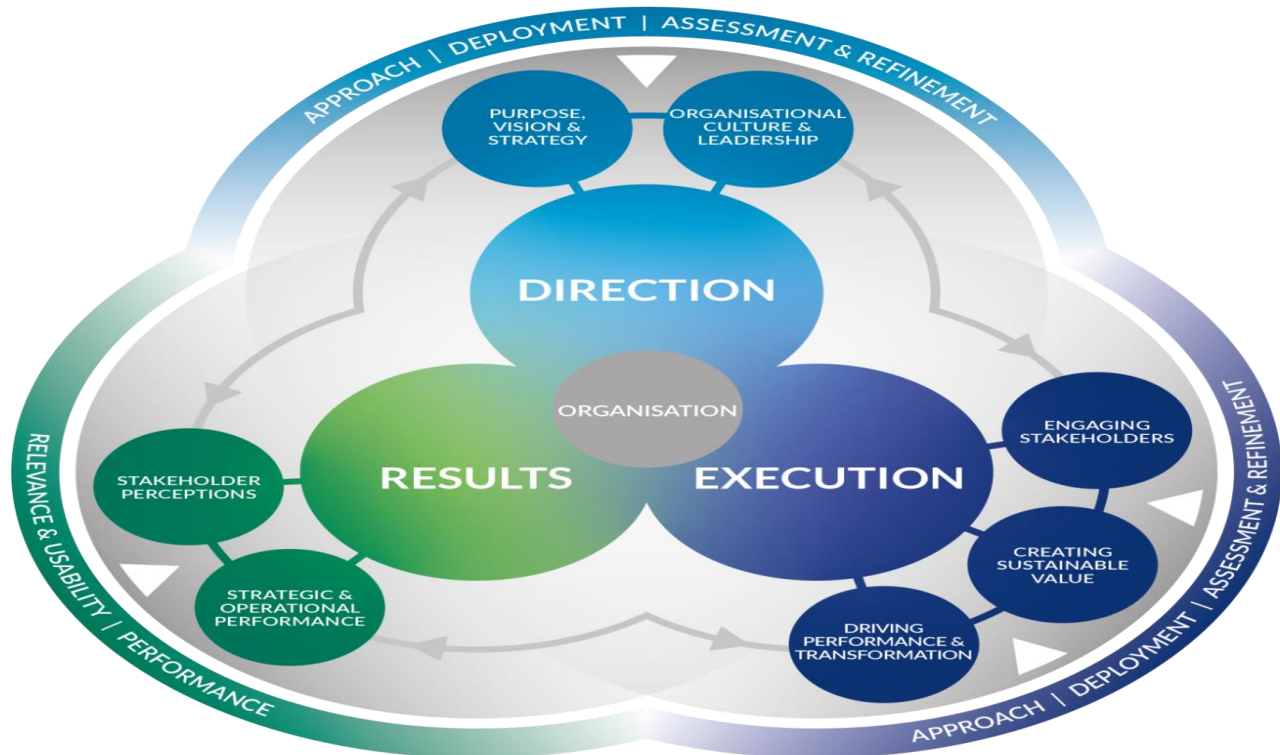 APPROACH | DEPLOYMENT | ASSESSMENT & REFINEMENT
PURPOSE,
VISION &
STRATEGY
ORGANISATIONAL
CULTURE &
LEADERSHIP
DIRECTION
ORGANISATION
RESULTS
EXECUTION
STAKEHOLDER
PERCEPTIONS
STRATEGIC &
OPERATIONAL
PERFORMANCE
ENGAGING
STAKEHOLDERS
CREATING
SUSTAINABLE
VALUE
DRIVING
PERFORMANCE &
TRANSFORMATION
RELEVANCE & USABILITY | PERFORMANCE
APPROACH | DEPLOYMENT | ASSESSMENT & REFINEMENT